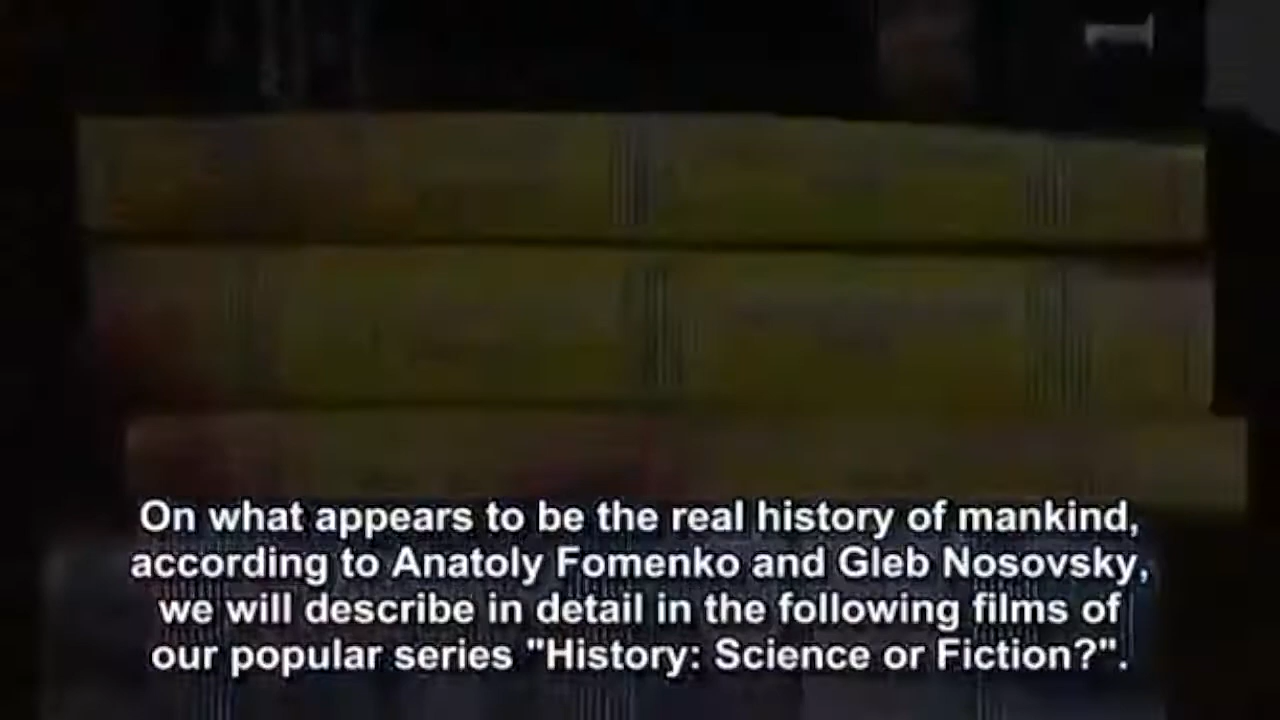 On what appears to be the real history of mankind,
according to Anatoly Fomenko and Gleb Nosovsky,
we will describe in detail in the following films of
our popular series "History: Science or Fiction?".